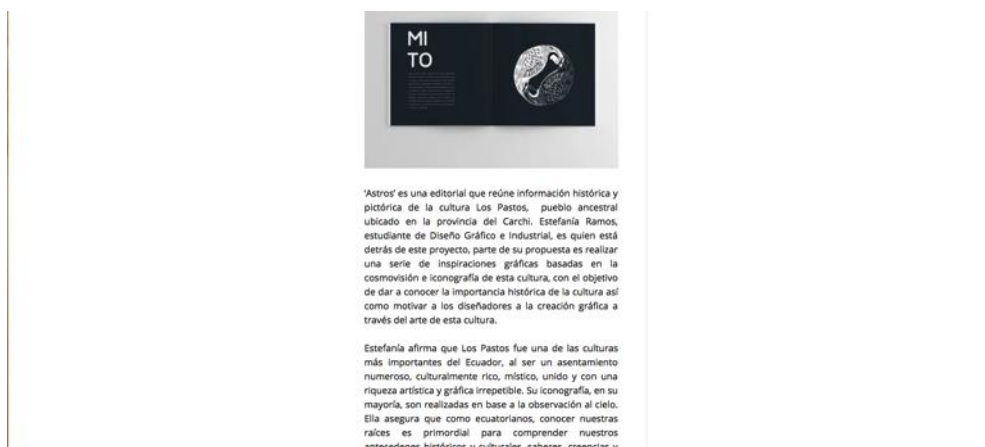 MI
TO
'Astros' es una editorial que reúne información histórica y
pictórica de la cultura Los Pastos, pueblo ancestral
ubicado en la provincia del Carchi. Estefanía Ramos,
estudiante de Diseño Gráfico e Industrial, es quien está
detrás de este proyecto, parte de su propuesta es realizar
una serie de inspiraciones gráficas basadas en la
cosmovisión e iconografía de esta cultura, con el objetivo
de dar a conocer la importancia histórica de la cultura así
como motivar a los diseñadores a la creación gráfica a
través del arte de esta cultura.
Estefanía afirma que Los Pastos fue una de las culturas
más importantes del Ecuador, al ser un asentamiento
numeroso, culturalmente rico, místico, unido y con una
riqueza artística y gráfica irrepetible. Su iconografía, en su
mayoría, son realizadas en base a la observación al cielo.
Ella asegura que como ecuatorianos, conocer nuestras
raíces es primordial para comprender nuestros
antecedenes históricos y culturales, saberes, creencias y